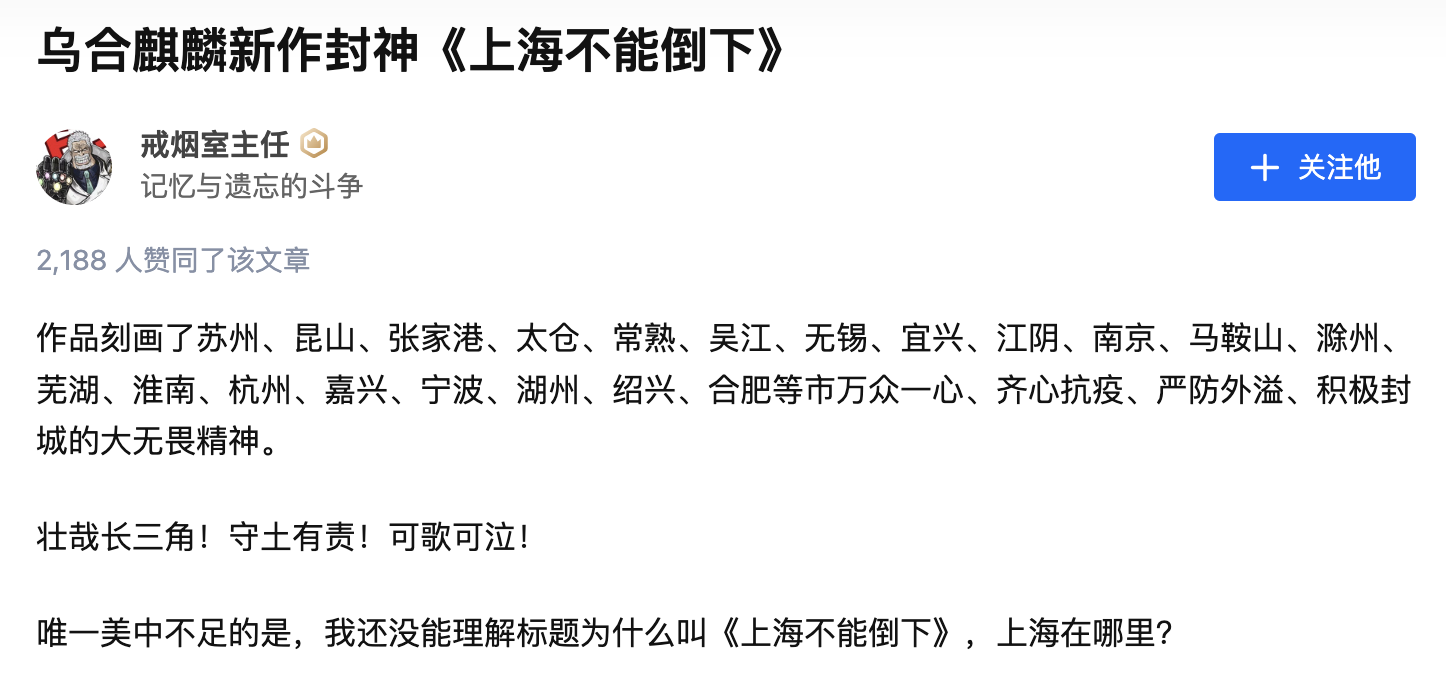 乌合麒麟新作封神《上海不能倒下》
戒烟室主任
记忆与遗忘的斗争
关注他
2,188 人赞同了该文章
作品刻画了苏州、昆山、张家港、太仓、常熟、吴江、无锡、宜兴、江阴、南京、马鞍山、滁州、
芜湖、淮南、杭州、嘉兴、宁波、湖州、绍兴、合肥等市万众一心、齐心抗疫、严防外溢、积极封
城的大无畏精神。
壮哉长三角！守土有责！可歌可泣！
唯一美中不足的是，我还没能理解标题为什么叫《上海不能倒下》，上海在哪里？